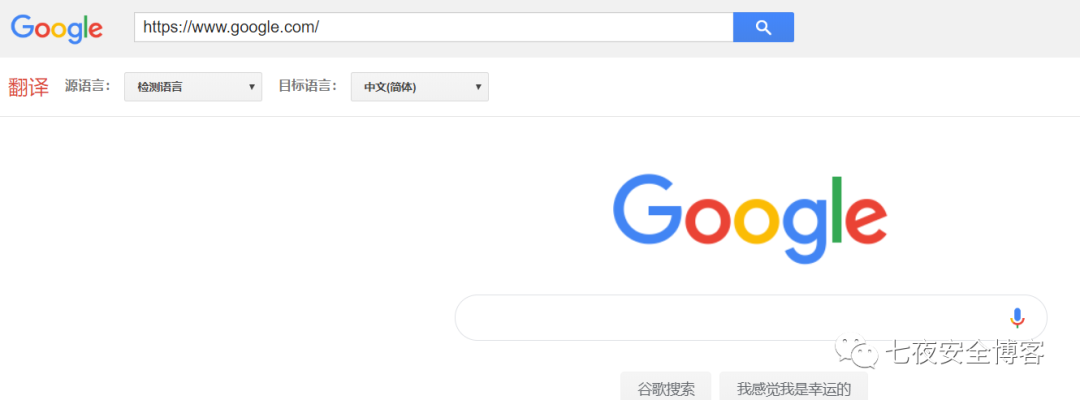 Google https://www.google.com/
翻译 源语言: 检测语言 目标语言: 中文(简体)
Google
七夜安全博客
谷歌搜索 我感觉我是幸运的